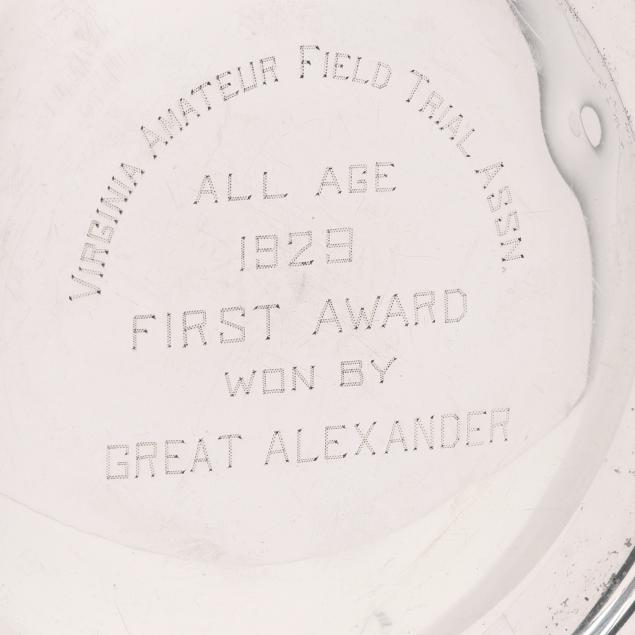 VIRGINIA AMATEUR FIELD TRIAL ASSN.
ALL AGE
1929
FIRST AWARD
WON BY
GREAT ALEXANDER